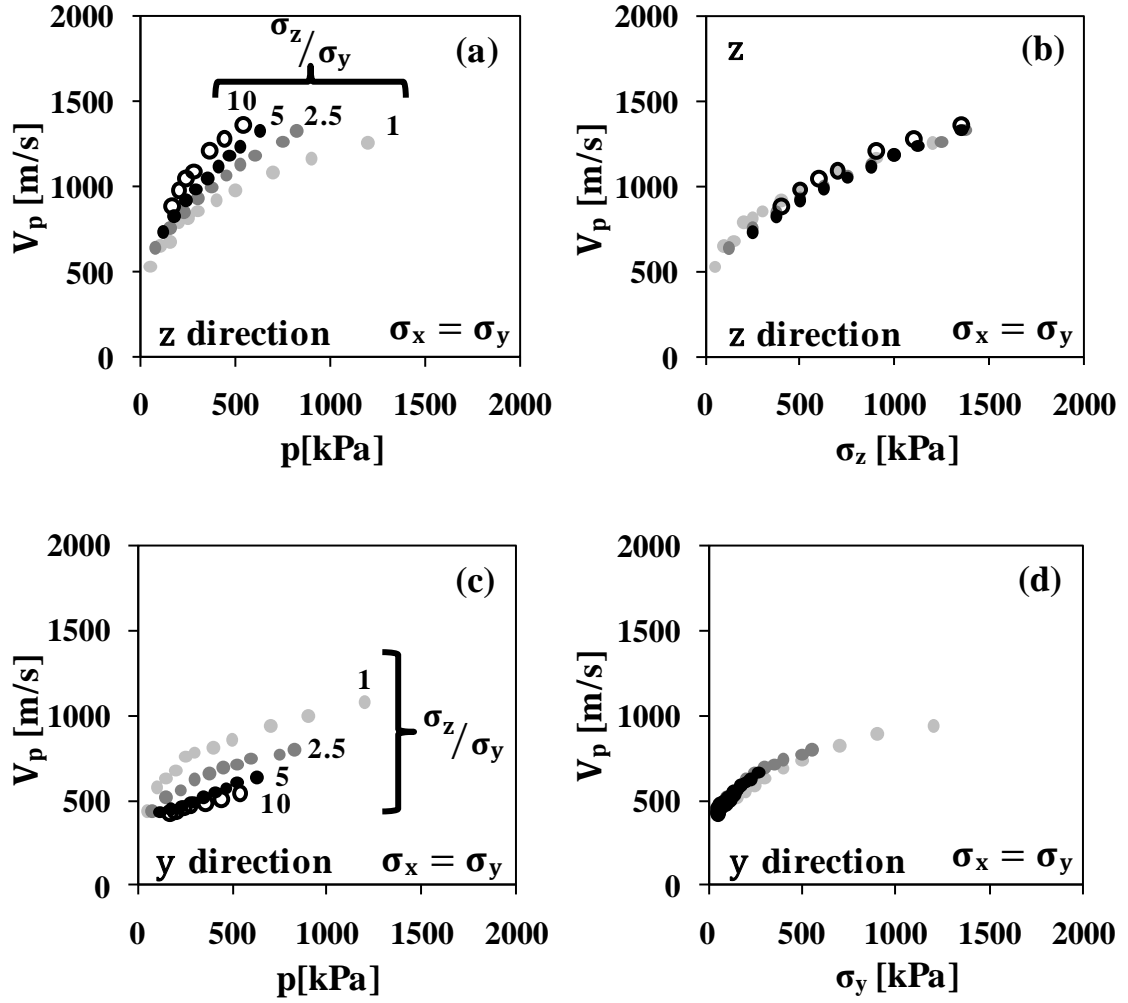 2000
1500
1000
500
0
V_p [m/s]
σ_z/σ_y
(a)
10
5
2.5
1
z direction
σ_x = σ_y
0
500
1000
1500
2000
p[kPa]
2000
1500
1000
500
0
V_p [m/s]
z
(b)
z direction
σ_x = σ_y
0
500
1000
1500
2000
σ_z [kPa]
2000
1500
1000
500
0
V_p [m/s]
(c)
1
2.5
5
10
σ_z/σ_y
y direction
σ_x = σ_y
0
500
1000
1500
2000
p[kPa]
2000
1500
1000
500
0
V_p [m/s]
(d)
y direction
σ_x = σ_y
0
500
1000
1500
2000
σ_y [kPa]